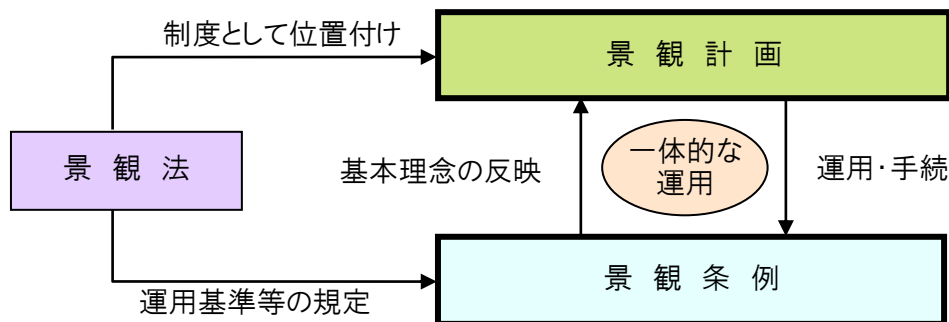 制度として位置付け
景観計画
景観法
基本理念の反映
一体的な
運用
運用・手続
景観条例
運用基準等の規定